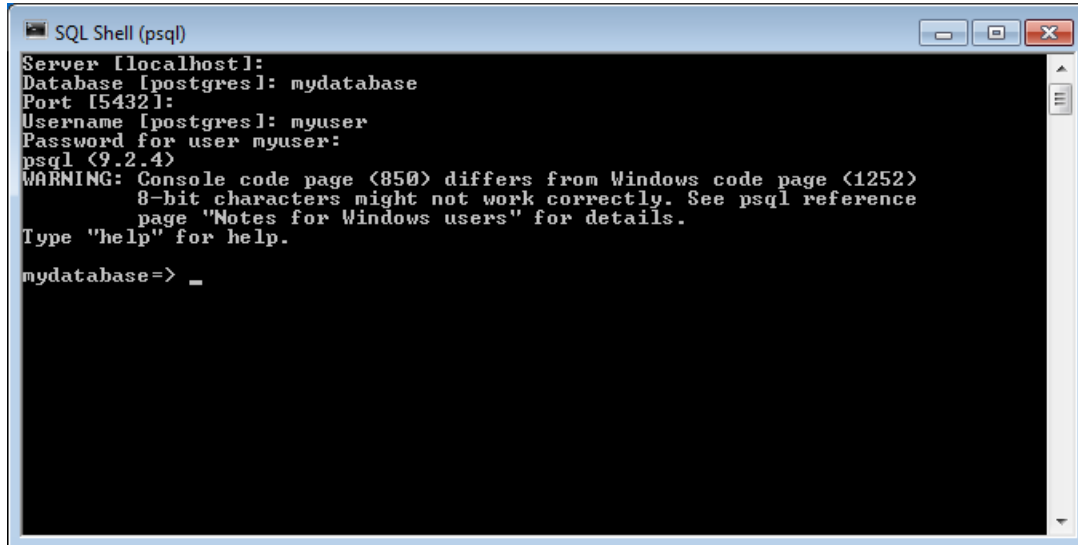 SQL Shell (psql)
Server [localhost]:
Database [postgres]: mydatabase
Port [5432]:
Username [postgres]: myuser
Password for user myuser:
psql (9.2.4)
WARNING: Console code page (850) differs from Windows code page (1252)
         8-bit characters might not work correctly. See psql reference
         page "Notes for Windows users" for details.
Type "help" for help.
mydatabase=> _